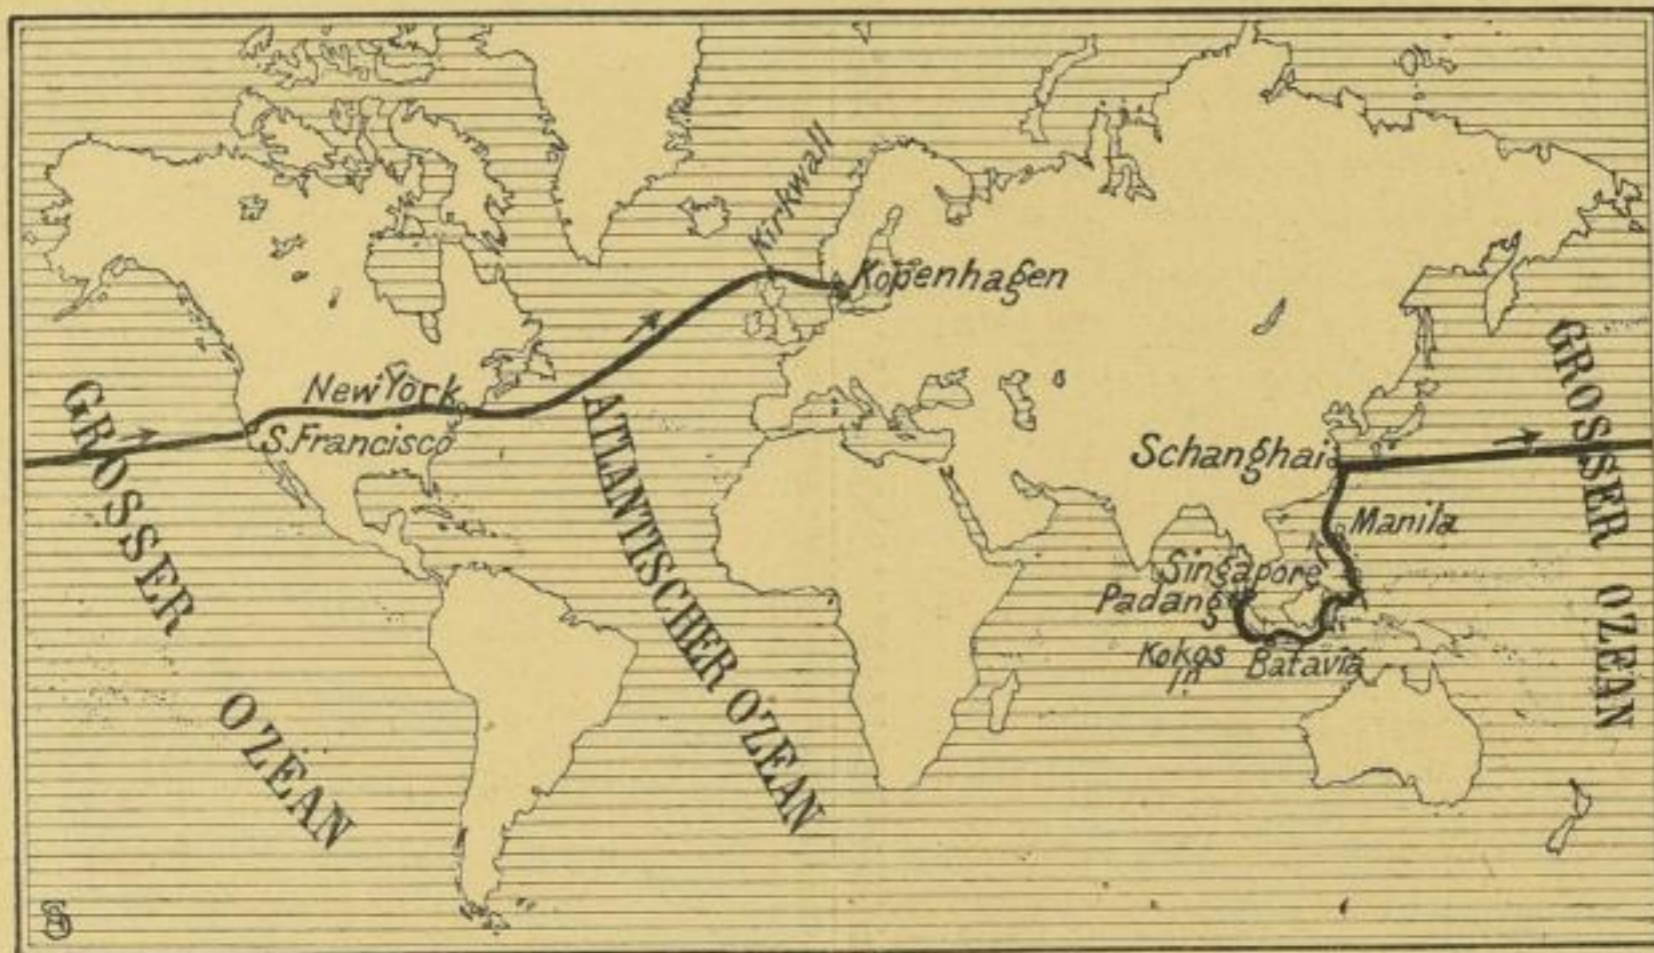 Kirkwall
Kopenhagen
New York
S. Francisco
GROSSER
OZEAN
ATLANTISCHER OZEAN
Schanghai
GROSSER OZEAN
Manila
Singapore
Padang
Kokos
In.
Batavia